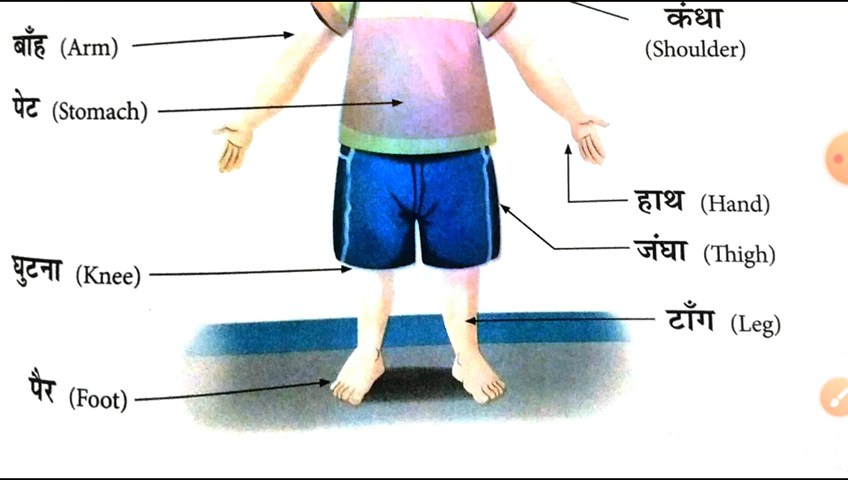 बाँह (Arm)
पेट (Stomach)
घुटना (Knee)
पैर (Foot)
कंधा
(Shoulder)
हाथ (Hand)
जंघा (Thigh)
टाँग (Leg)